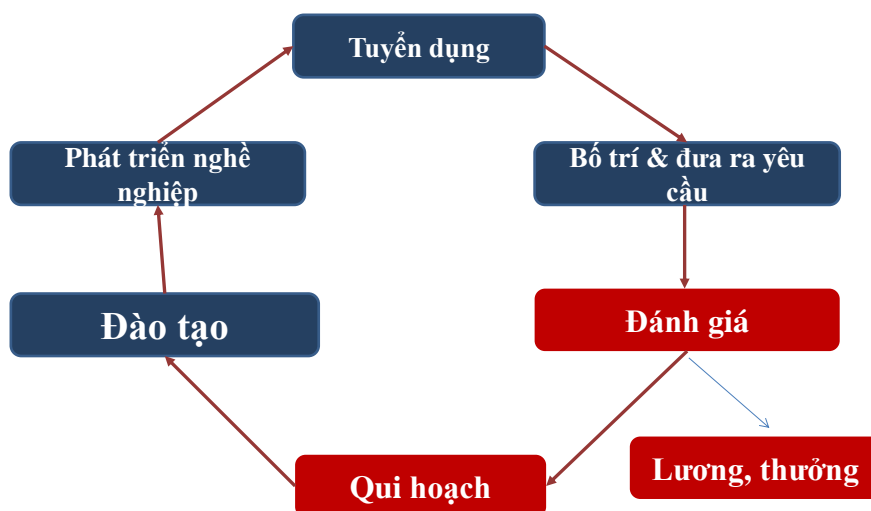 Tuyển dụng
Phát triển nghề
nghiệp
Bố trí & đưa ra yêu
cầu
Đào tạo
Đánh giá
Qui hoạch
Lương, thưởng